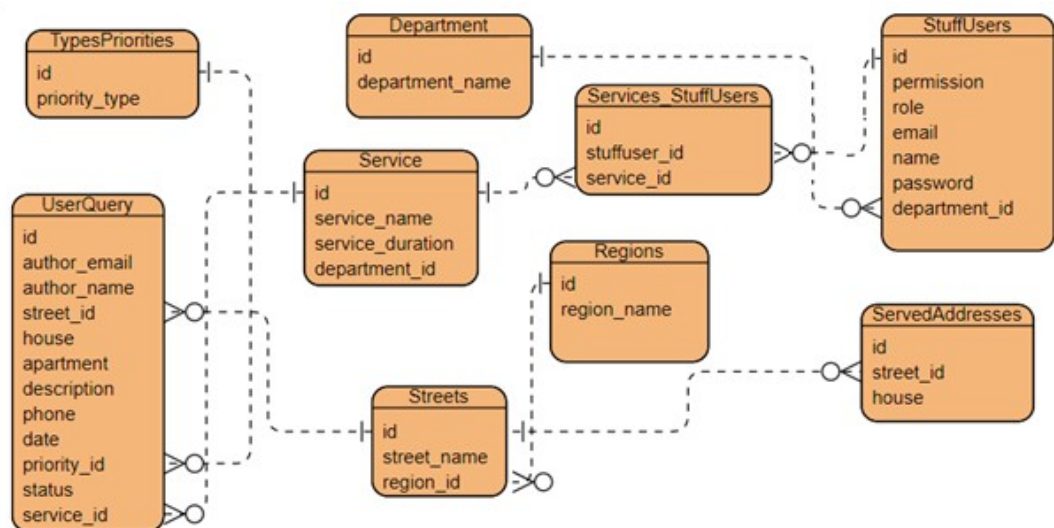 TypesPriorities
id
priority_type
Department
id
department_name
StuffUsers
id
permission
role
email
name
password
department_id
Services_StuffUsers
id
stuffuser_id
service_id
Service
id
service_name
service_duration
department_id
UserQuery
id
author_email
author_name
street_id
house
apartment
description
phone
date
priority_id
status
service_id
Regions
id
region_name
ServedAddresses
id
street_id
house
Streets
id
street_name
region_id